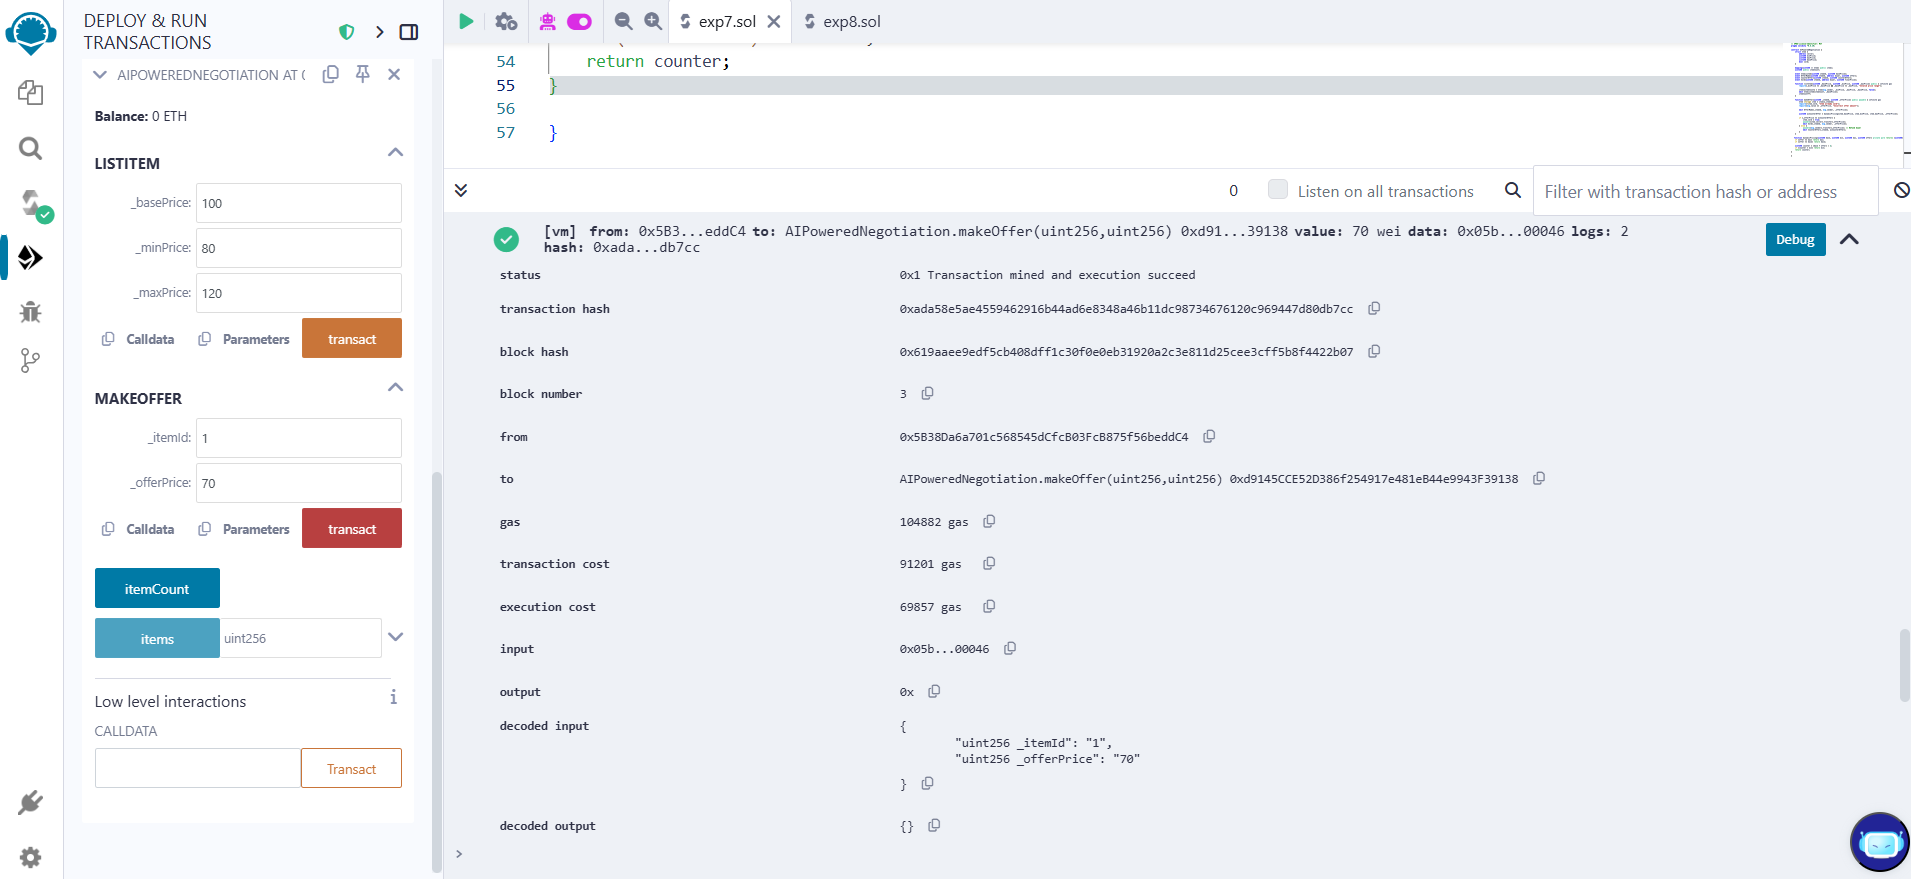 DEPLOY & RUN
TRANSACTIONS
AIPOWEREDNEGOTIATION AT
Balance: 0 ETH
LISTITEM
_basePrice: 100
_minPrice: 80
_maxPrice: 120
Calldata Parameters transact
MAKEOFFER
_itemId: 1
_offerPrice: 70
Calldata Parameters transact
itemCount
items uint256
Low level interactions i
CALLDATA
Transact
exp7.sol exp8.sol
54 return counter;
55 }
56
57 }
0 Listen on all transactions Filter with transaction hash or address
[vm] from: 0x5B3...eddC4 to: AIPoweredNegotiation.makeOffer(uint256,uint256) 0xd91...39138 value: 70 wei data: 0x05b...00046 logs: 2
hash: 0xada...db7cc
Debug
status 0x1 Transaction mined and execution succeed
transaction hash 0xada58e5ae4559462916b44ad6e8348a46b11dc98734676120c969447d80db7cc
block hash 0x619aaee9edf5cb408dff1c30f0e0eb31920a2c3e811d25cee3cff5b8f4422b07
block number 3
from 0x5B38Da6a701c568545dCfcB03FcB875f56beddC4
to AIPoweredNegotiation.makeOffer(uint256,uint256) 0xd9145CCE52D386f254917e481eB44e9943F39138
gas 104882 gas
transaction cost 91201 gas
execution cost 69857 gas
input 0x05b...00046
output 0x
decoded input {
"uint256 _itemId": "1",
"uint256 _offerPrice": "70"
}
decoded output {}
>